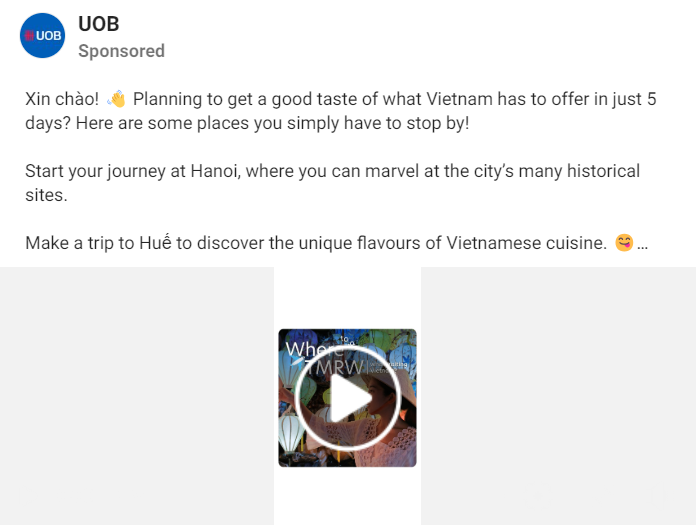 UOB
UOB
Sponsored
Xin chào! 👋 Planning to get a good taste of what Vietnam has to offer in just 5
days? Here are some places you simply have to stop by!
Start your journey at Hanoi, where you can marvel at the city's many historical
sites.
Make a trip to Huế to discover the unique flavours of Vietnamese cuisine. 😋 ...
to
Where
TMRW
Vietnam